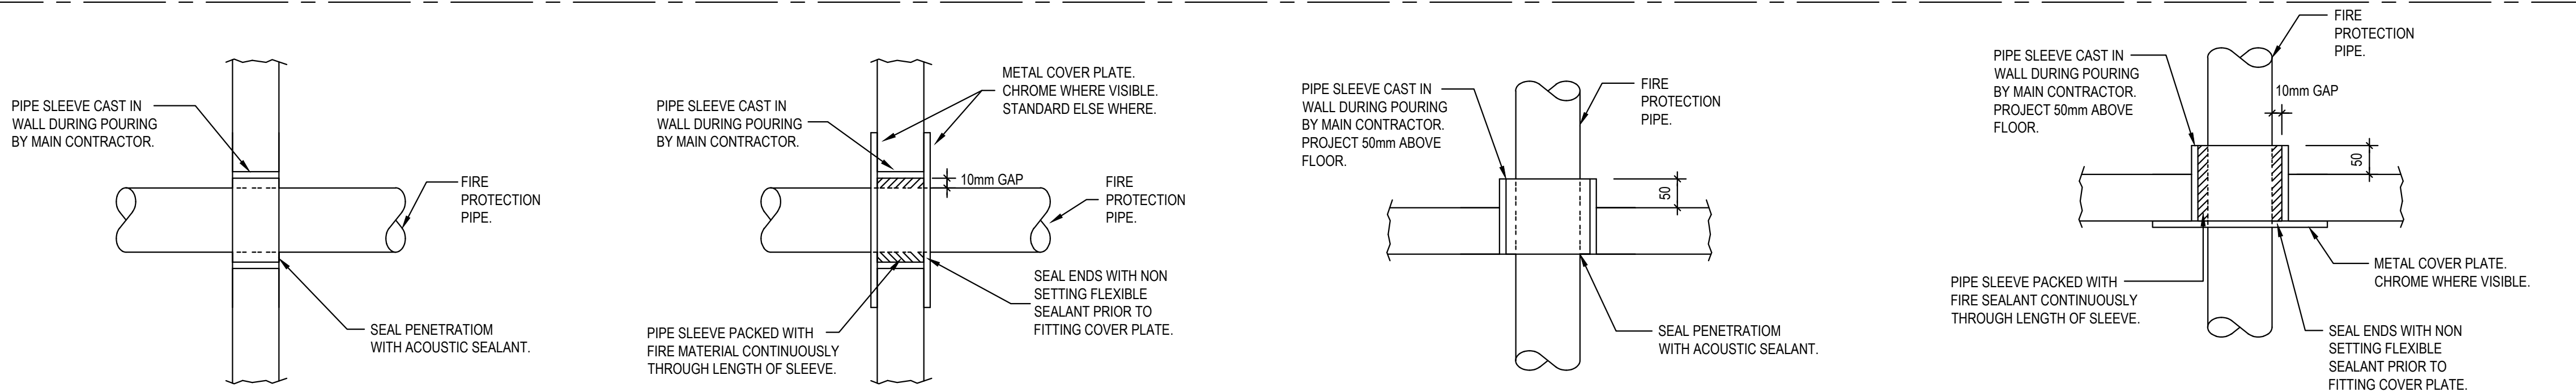 PIPE SLEEVE CAST IN
WALL DURING POURING
BY MAIN CONTRACTOR.
FIRE
PROTECTION
PIPE.
SEAL PENETRATIOM
WITH ACOUSTIC SEALANT.
PIPE SLEEVE CAST IN
WALL DURING POURING
BY MAIN CONTRACTOR.
METAL COVER PLATE.
CHROME WHERE VISIBLE.
STANDARD ELSE WHERE.
10mm GAP
FIRE
PROTECTION
PIPE.
SEAL ENDS WITH NON
SETTING FLEXIBLE
SEALANT PRIOR TO
FITTING COVER PLATE.
PIPE SLEEVE PACKED WITH
FIRE MATERIAL CONTINUOUSLY
THROUGH LENGTH OF SLEEVE.
PIPE SLEEVE CAST IN
WALL DURING POURING
BY MAIN CONTRACTOR.
PROJECT 50mm ABOVE
FLOOR.
FIRE
PROTECTION
PIPE.
50
SEAL PENETRATIOM
WITH ACOUSTIC SEALANT.
PIPE SLEEVE CAST IN
WALL DURING POURING
BY MAIN CONTRACTOR.
PROJECT 50mm ABOVE
FLOOR.
FIRE
PROTECTION
PIPE.
10mm GAP
50
METAL COVER PLATE.
CHROME WHERE VISIBLE.
PIPE SLEEVE PACKED WITH
FIRE SEALANT CONTINUOUSLY
THROUGH LENGTH OF SLEEVE.
SEAL ENDS WITH NON
SETTING FLEXIBLE
SEALANT PRIOR TO
FITTING COVER PLATE.